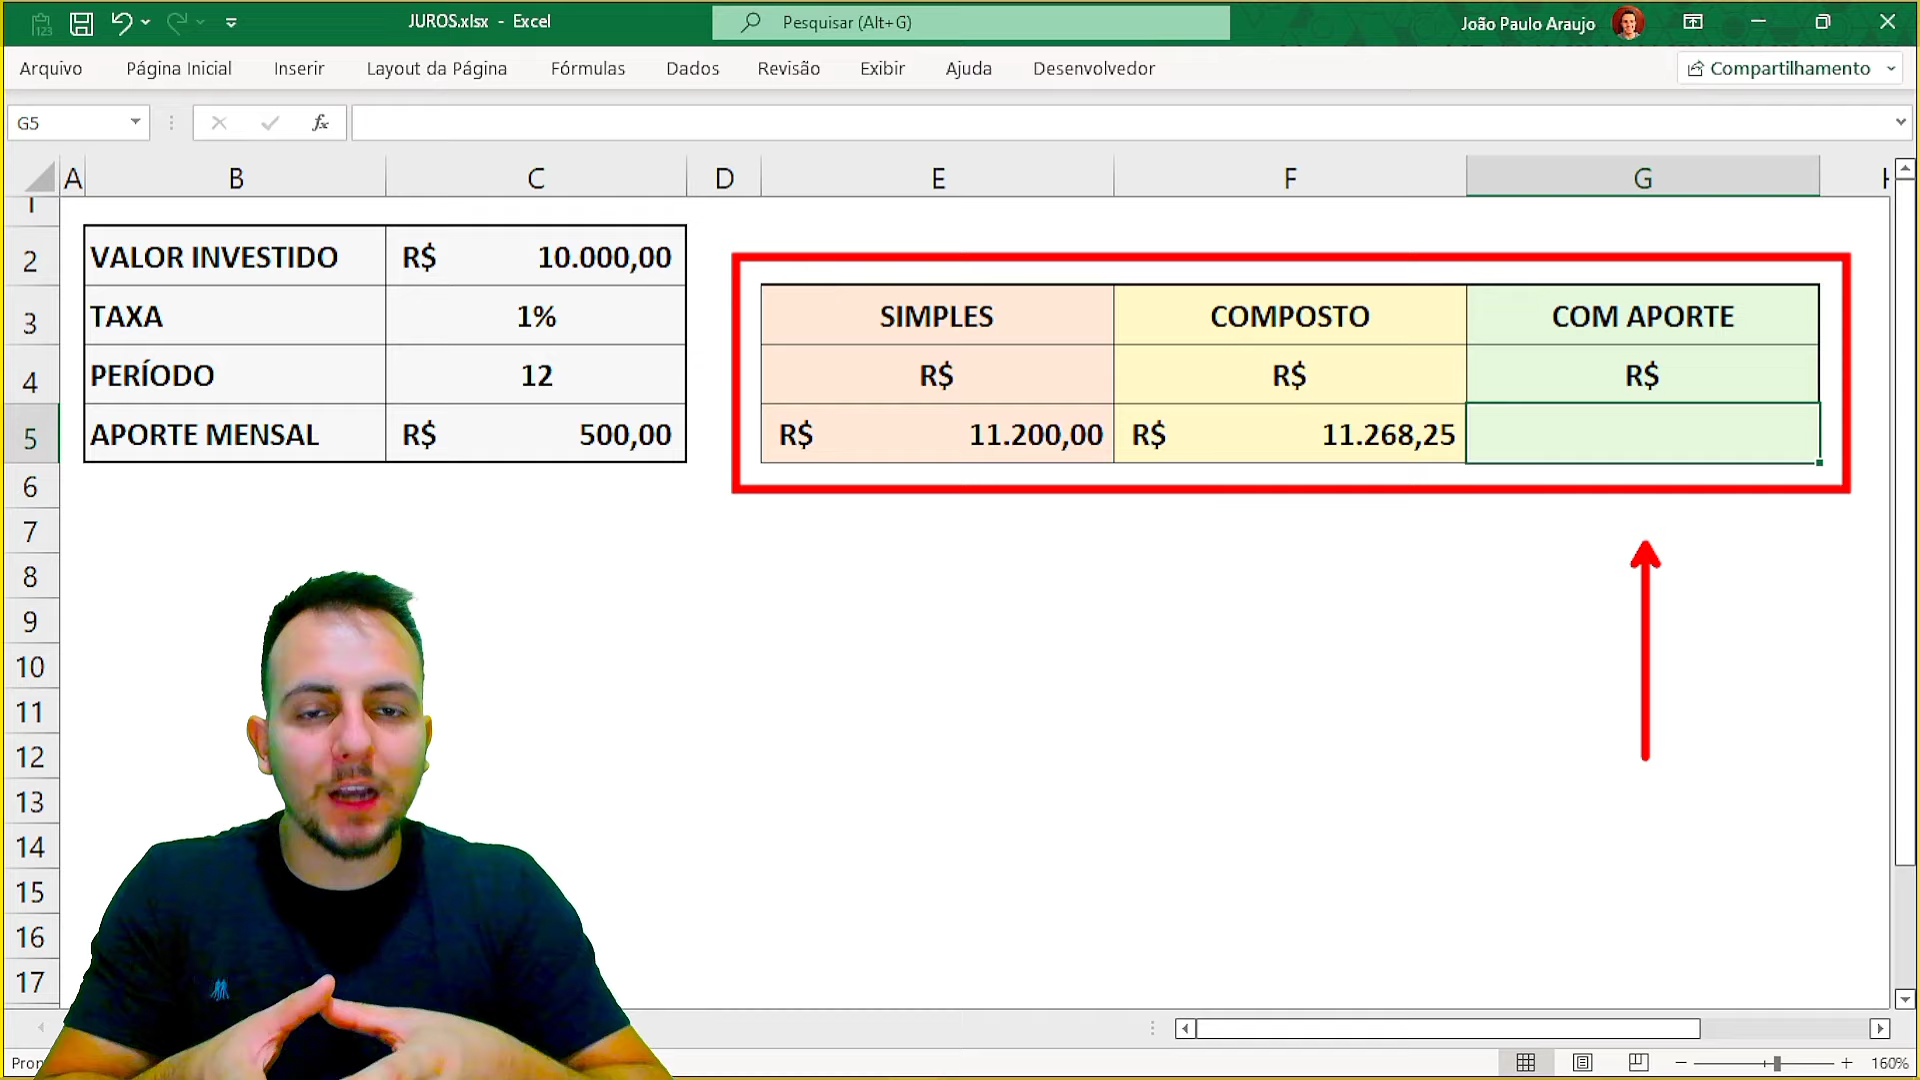 JUROS.xlsx - Excel
Pesquisar (Alt+G)
João Paulo Araujo
Arquivo Página Inicial Inserir Layout da Página Fórmulas Dados Revisão Exibir Ajuda Desenvolvedor Compartilhamento
G5 fx
A B C D E F G
1
2 VALOR INVESTIDO R$ 10.000,00
3 TAXA 1% SIMPLES COMPOSTO COM APORTE
4 PERÍODO 12 R$ R$ R$
5 APORTE MENSAL R$ 500,00 R$ 11.200,00 R$ 11.268,25
6
7
8
9
10
11
12
13
14
15
16
17
160%